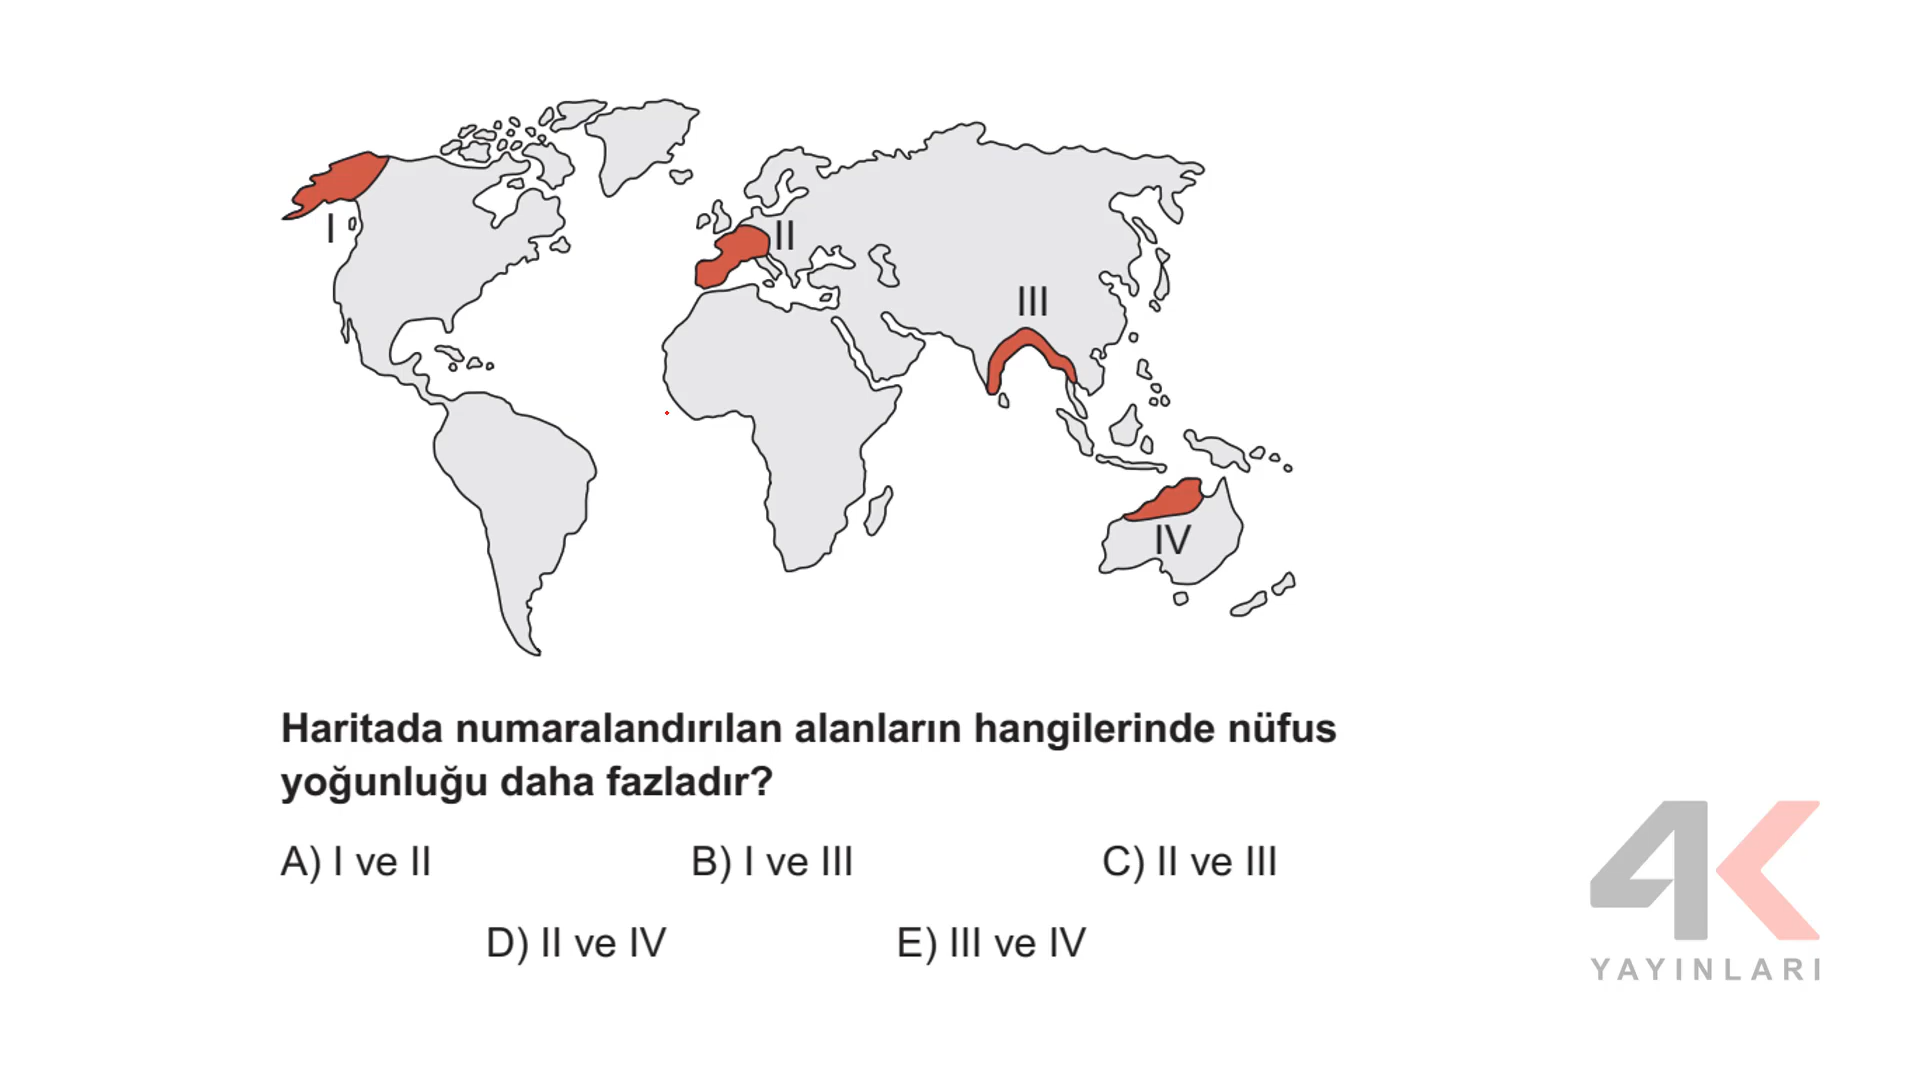 I
II
III
IV
Haritada numaralandırılan alanların hangilerinde nüfus
yoğunluğu daha fazladır?
A) I ve II
B) I ve III
C) II ve III
D) II ve IV
E) III ve IV
4K
YAYINLARI